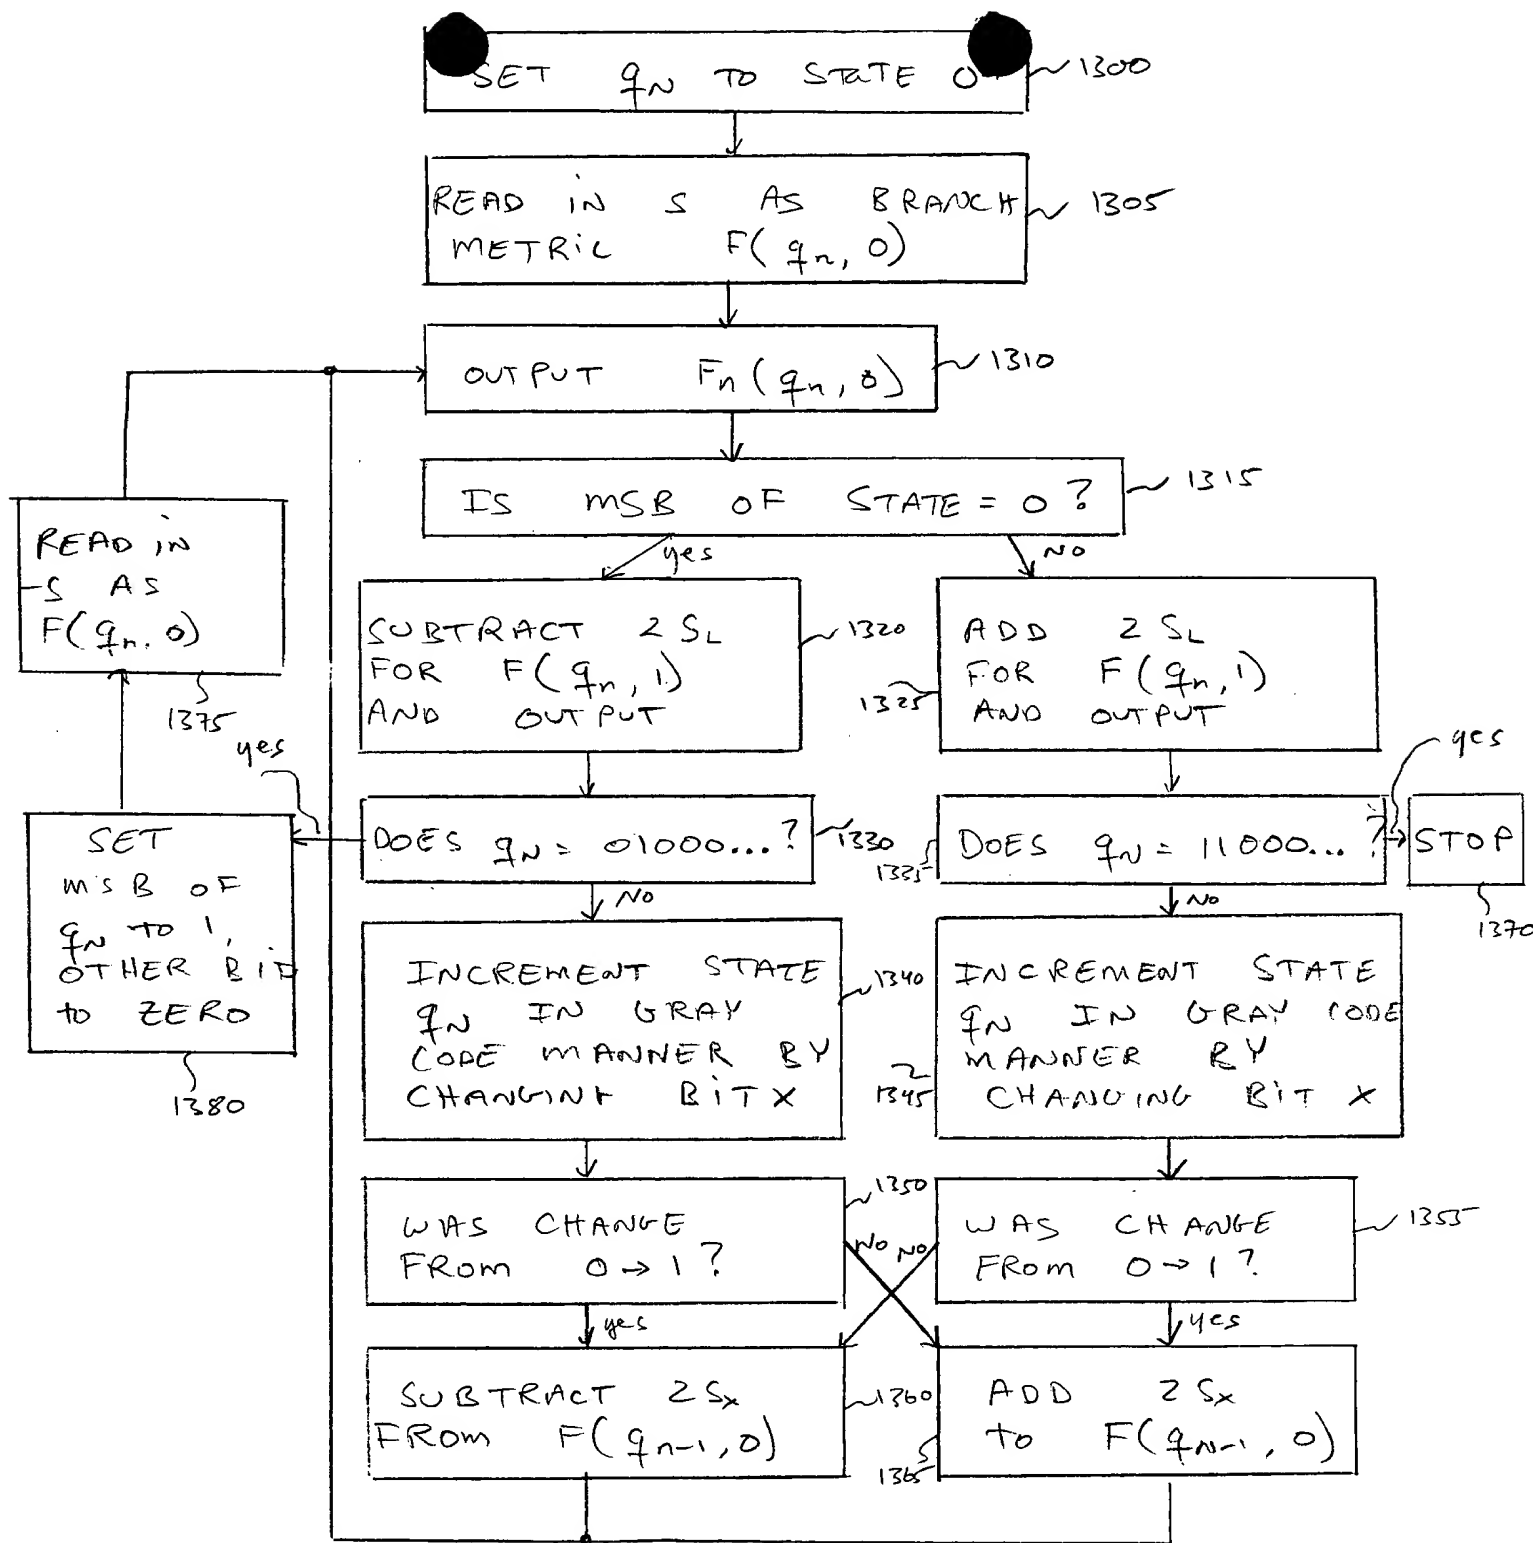 SET qN TO STATE 0
1300
READ IN S AS BRANCH
METRIC F(qn, 0)
1305
OUTPUT Fn(qn, 0)
1310
IS MSB OF STATE = 0?
1315
yes
NO
READ IN
-S AS
F(qn, 0)
1375
SUBTRACT 2 SL
FOR F(qn, 1)
AND OUTPUT
1320
ADD 2 SL
FOR F(qn, 1)
AND OUTPUT
1325
yes
yes
DOES qN = 01000...?
1330
DOES qN = 11000...?
1335
STOP
1370
NO
NO
SET
MSB OF
qN TO 1,
OTHER BIT
to ZERO
1380
INCREMENT STATE
qN IN GRAY
CODE MANNER BY
CHANGINK BIT X
1340
INCREMENT STATE
qN IN GRAY CODE
MANNER BY
CHANGING BIT X
1345
WAS CHANGE
FROM 0→1?
1350
NO
NO
WAS CHANGE
FROM 0→1?
1355
yes
yes
SUBTRACT 2 Sx
FROM F(qn-1, 0)
1360
ADD 2 Sx
to F(qN-1, 0)
1365